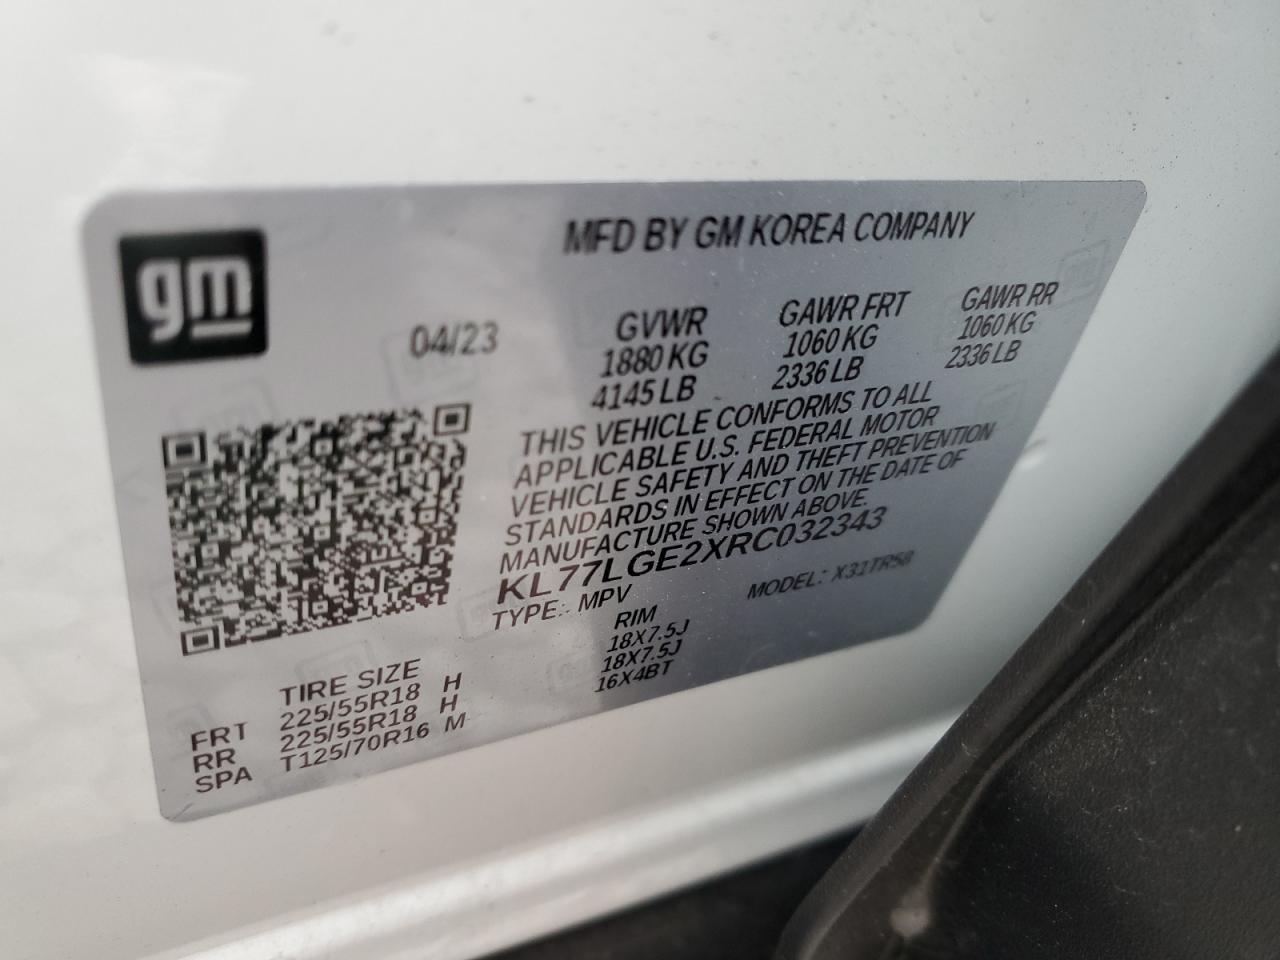 gm
MFD BY GM KOREA COMPANY
04/23
GVWR GAWR FRT GAWR RR
1880 KG 1060 KG 1060 KG
4145 LB 2336 LB 2336 LB
THIS VEHICLE CONFORMS TO ALL
APPLICABLE U.S. FEDERAL MOTOR
VEHICLE SAFETY AND THEFT PREVENTION
STANDARDS IN EFFECT ON THE DATE OF
MANUFACTURE SHOWN ABOVE.
KL77LGE2XRC032343
TYPE: MPV MODEL: X31TR58
TIRE SIZE RIM
FRT 225/55R18 H 18X7.5J
RR 225/55R18 H 18X7.5J
SPA T125/70R16 M 16X4BT